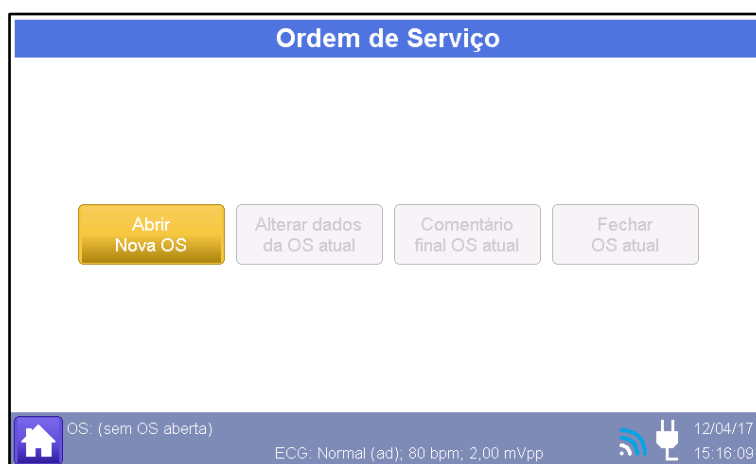 Ordem de Serviço
Abrir
Nova OS
Alterar dados
da OS atual
Comentário
final OS atual
Fechar
OS atual
OS: (sem OS aberta)
ECG: Normal (ad); 80 bpm; 2,00 mVpp
12/04/17
15:16:09